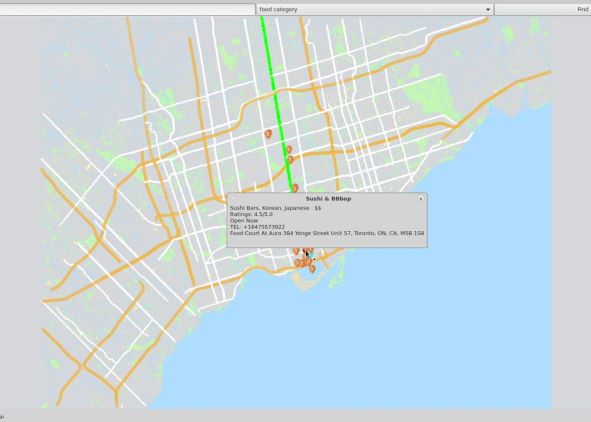 food category
Find
Sushi & BBbop
Sushi Bars, Korean, Japanese $$
Ratings: 4.5/5.0
Open Now
TEL: +16475573922
Food Court At Aura 384 Yonge Street Unit 57, Toronto, ON, CA, M5B 1S8